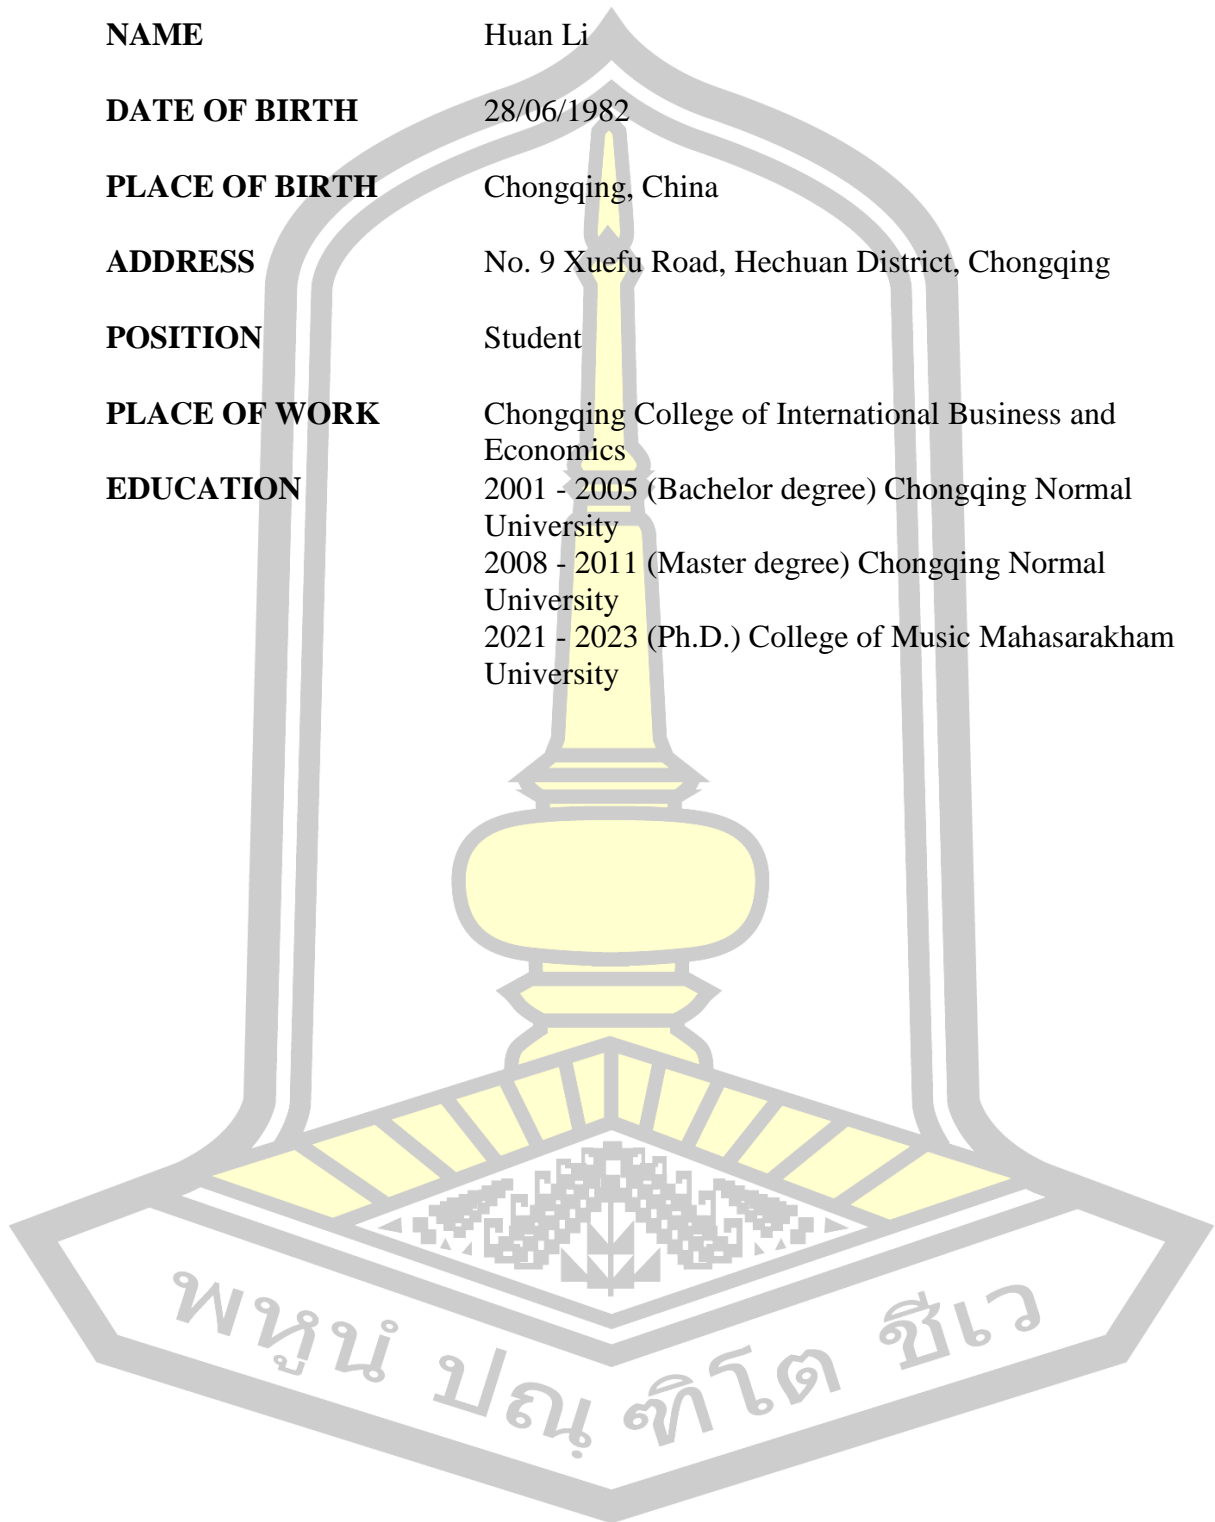 NAME Huan Li
DATE OF BIRTH 28/06/1982
PLACE OF BIRTH Chongqing, China
ADDRESS No. 9 Xuefu Road, Hechuan District, Chongqing
POSITION Student
PLACE OF WORK Chongqing College of International Business and
Economics
EDUCATION 2001 - 2005 (Bachelor degree) Chongqing Normal
University
2008 - 2011 (Master degree) Chongqing Normal
University
2021 - 2023 (Ph.D.) College of Music Mahasarakham
University
พหูนํ ปณฺ ฑิโต ชีเว